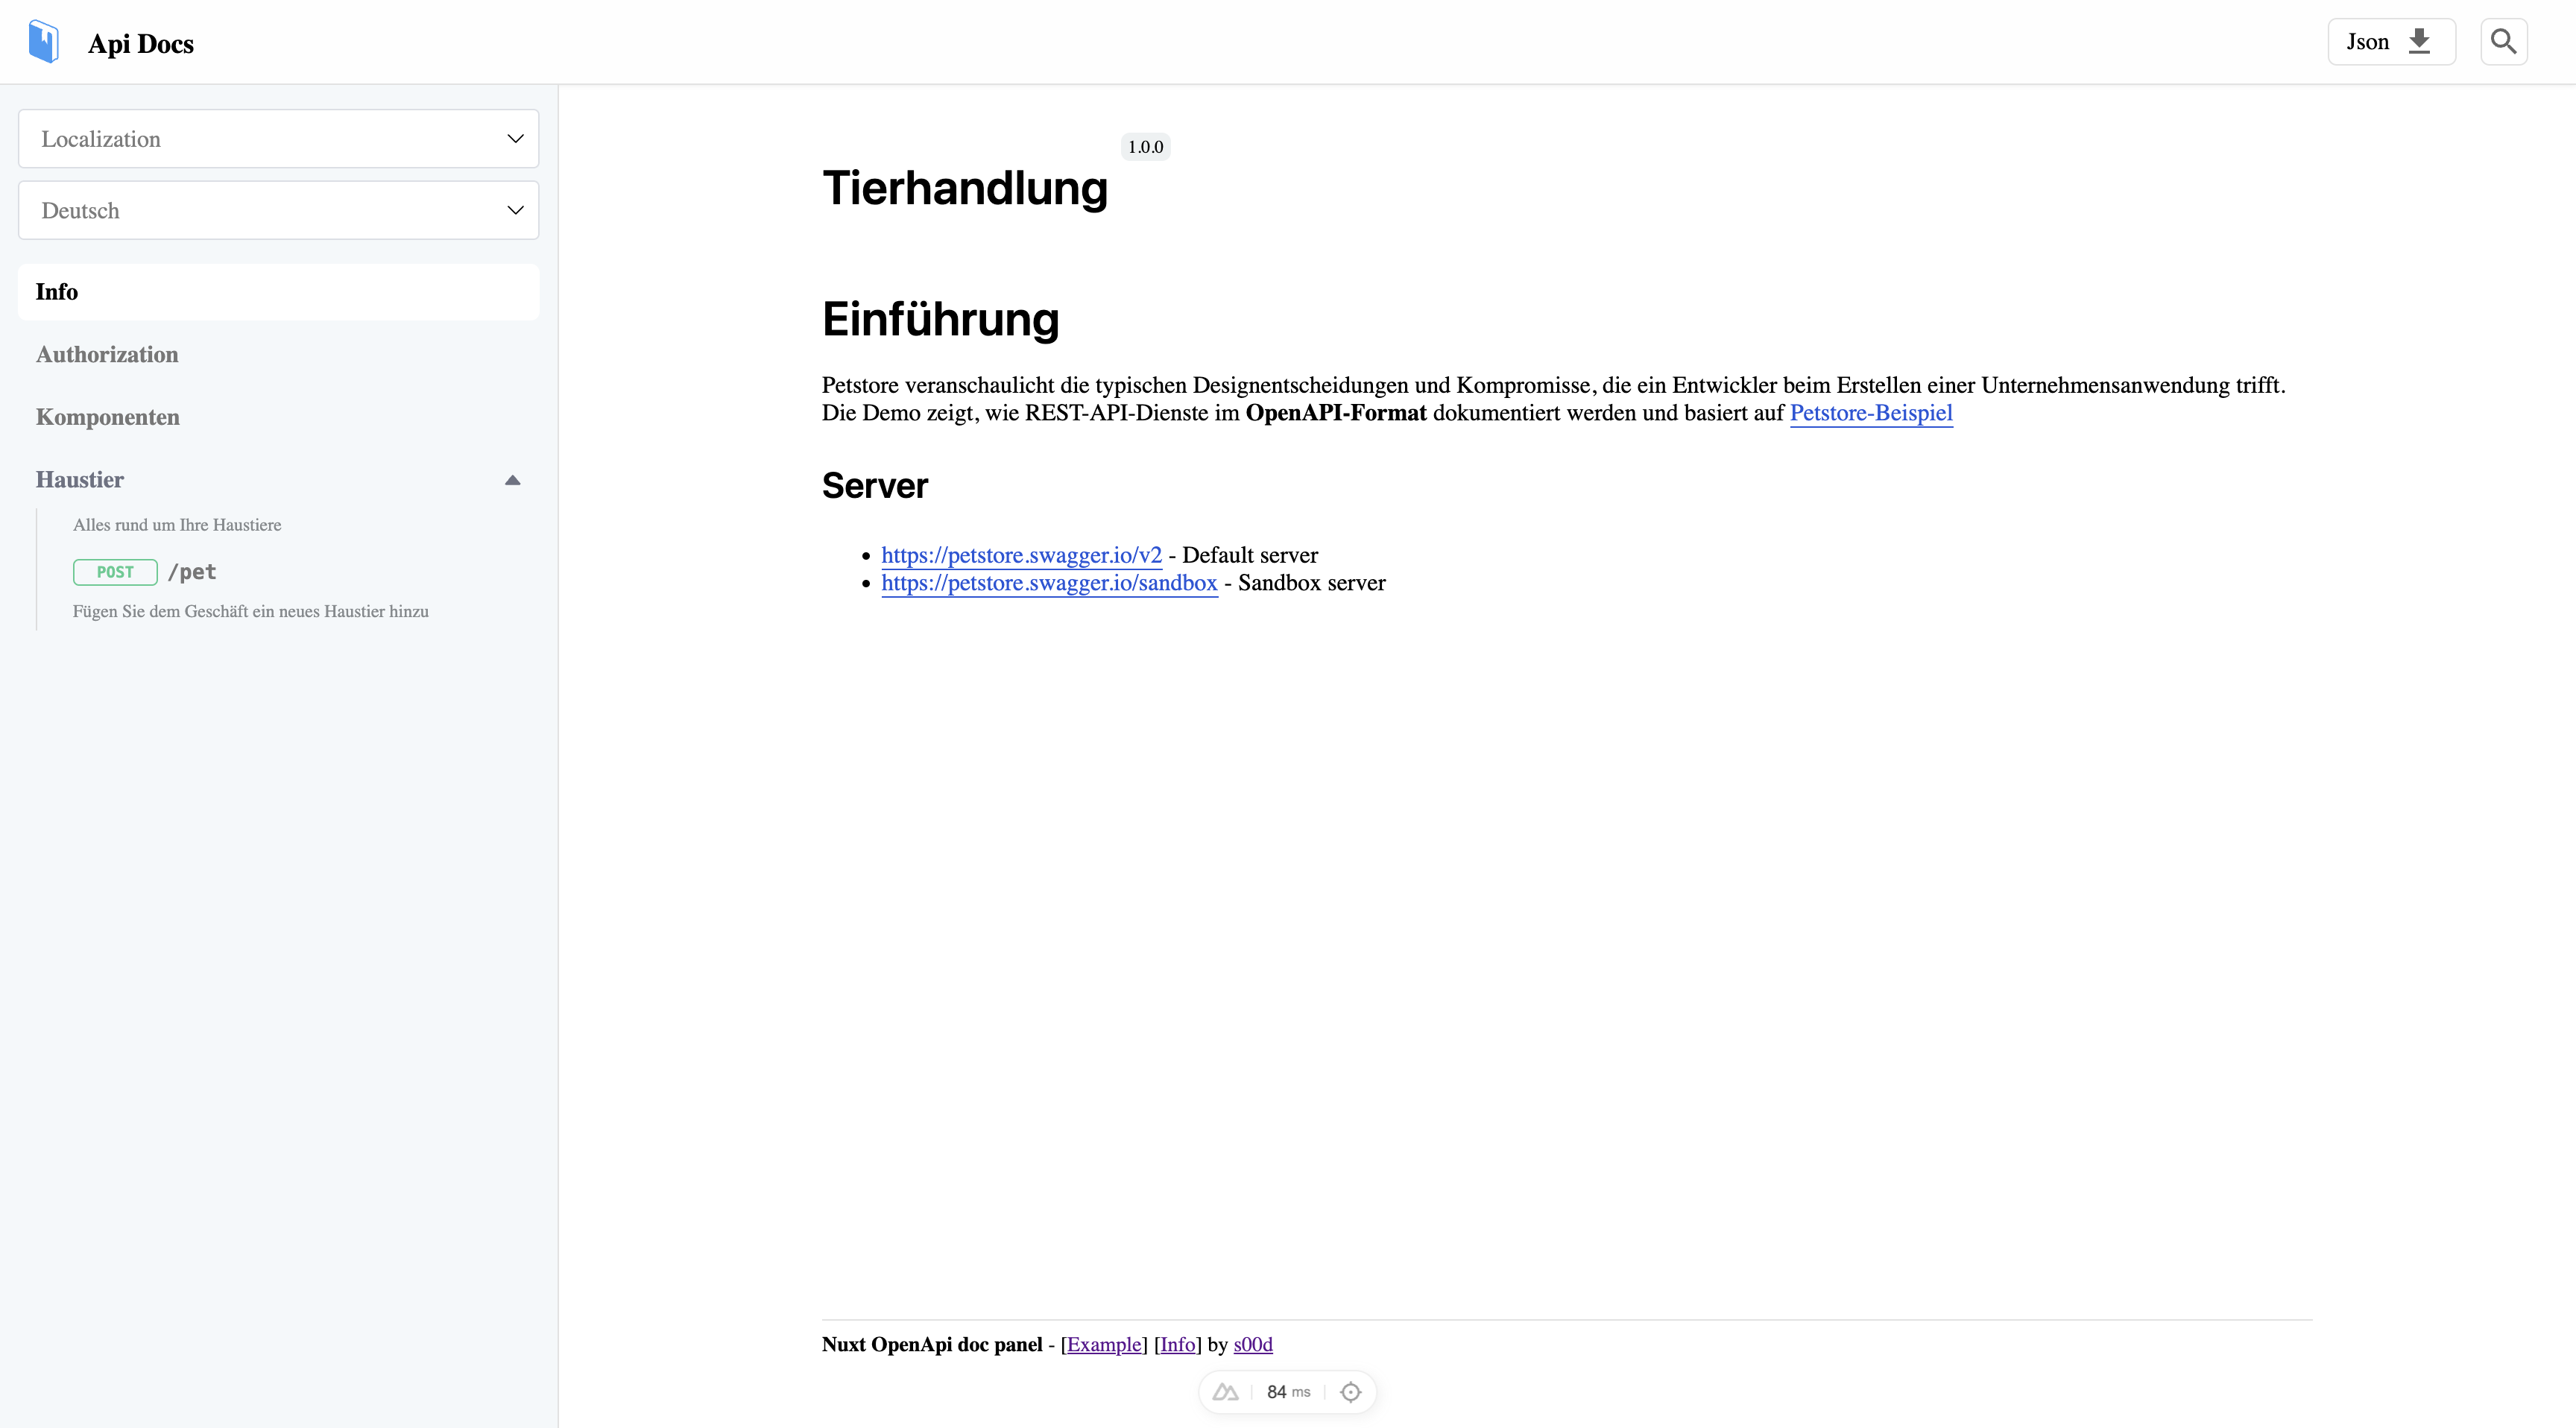 Api Docs
Json
Localization
Deutsch
Info
Authorization
Komponenten
Haustier
Alles rund um Ihre Haustiere
POST /pet
Fügen Sie dem Geschäft ein neues Haustier hinzu
Tierhandlung 1.0.0
Einführung
Petstore veranschaulicht die typischen Designentscheidungen und Kompromisse, die ein Entwickler beim Erstellen einer Unternehmensanwendung trifft.
Die Demo zeigt, wie REST-API-Dienste im OpenAPI-Format dokumentiert werden und basiert auf Petstore-Beispiel
Server
• https://petstore.swagger.io/v2 - Default server
• https://petstore.swagger.io/sandbox - Sandbox server
Nuxt OpenApi doc panel - [Example] [Info] by s00d
84 ms